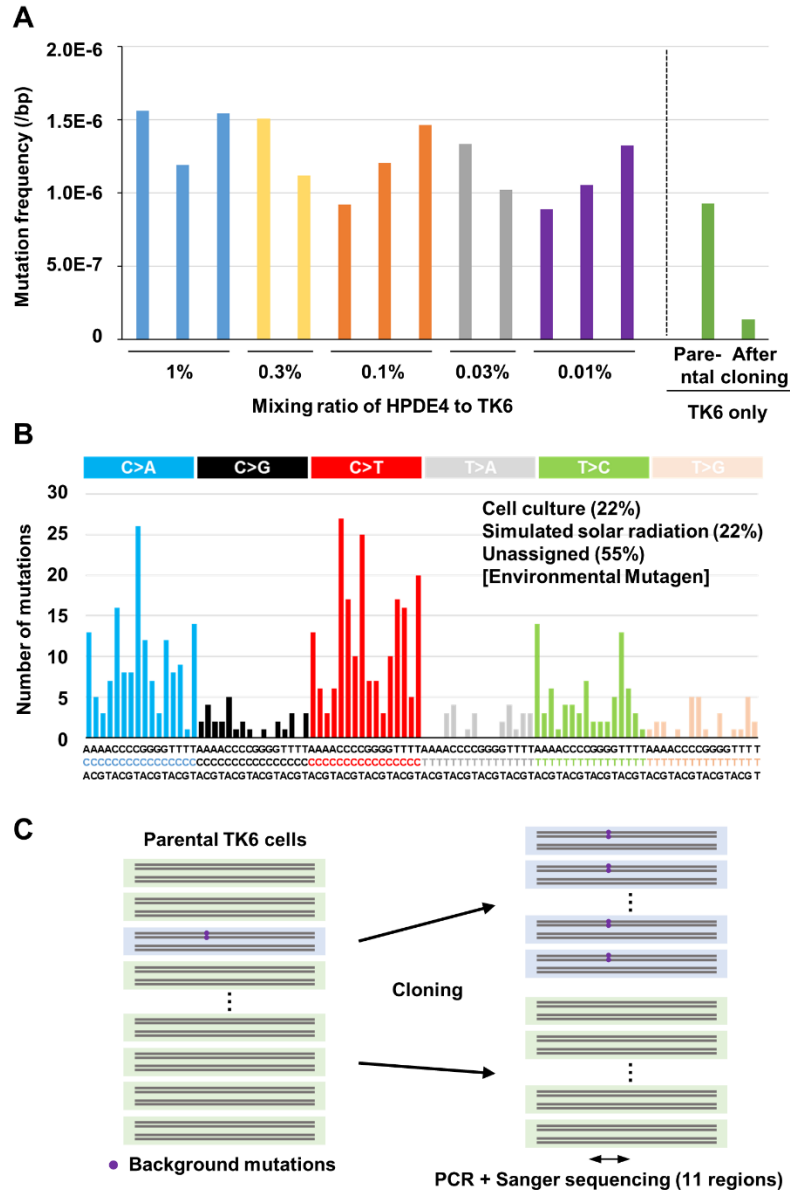 A
Mutation frequency (/bp)
2.0E-6
1.5E-6
1.0E-6
5.0E-7
0
1%
0.3%
0.1%
0.03%
0.01%
Pare- After
ntal cloning
Mixing ratio of HPDE4 to TK6
TK6 only
B
C>A C>G C>T T>A T>C T>G
Number of mutations
30
25
20
15
10
5
0
Cell culture (22%)
Simulated solar radiation (22%)
Unassigned (55%)
[Environmental Mutagen]
AAAACCCCGGGGTTTTAAAACCCCGGGGTTTTAAAACCCCGGGGTTTTAAAACCCCGGGGTTTTAAAACCCCGGGGTTTTAAAACCCCGGGGTTTT
CCCCCCCCCCCCCCCCCCCCCCCCCCCCCCCCCCCCCCCCCCCCCCCCTTTTTTTTTTTTTTTTTTTTTTTTTTTTTTTTTTTTTTTTTTTTTTTT
ACGTACGTACGTACGTACGTACGTACGTACGTACGTACGTACGTACGTACGTACGTACGTACGTACGTACGTACGTACGTACGTACGTACGTACGT
C
Parental TK6 cells
Cloning
Background mutations
PCR + Sanger sequencing (11 regions)